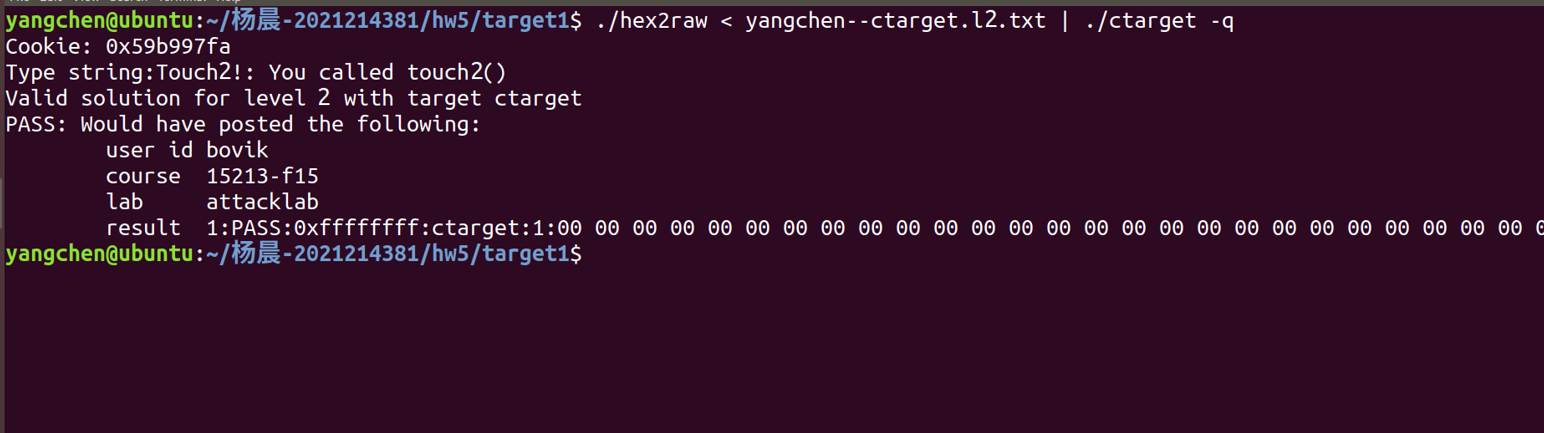 yangchen@ubuntu:~/杨晨-2021214381/hw5/target1$ ./hex2raw < yangchen--ctarget.l2.txt | ./ctarget -q
Cookie: 0x59b997fa
Type string:Touch2!: You called touch2()
Valid solution for level 2 with target ctarget
PASS: Would have posted the following:
        user id bovik
        course  15213-f15
        lab     attacklab
        result  1:PASS:0xffffffff:ctarget:1:00 00 00 00 00 00 00 00 00 00 00 00 00 00 00 00 00 00 00 00 00 00 00 00 00 00
yangchen@ubuntu:~/杨晨-2021214381/hw5/target1$